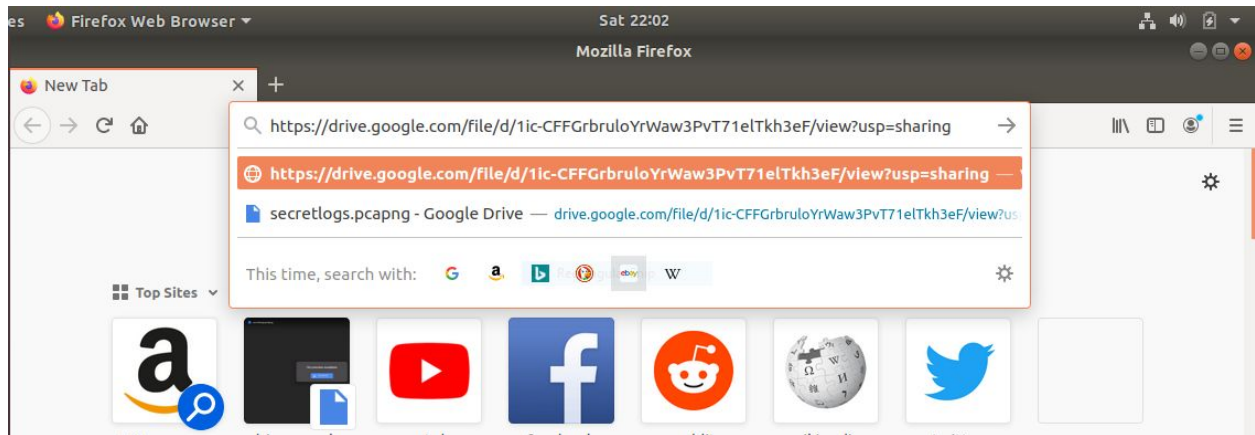 es Firefox Web Browser Sat 22:02
Mozilla Firefox
New Tab
https://drive.google.com/file/d/1ic-CFFGrbruloYrWaw3PvT71elTkh3eF/view?usp=sharing
https://drive.google.com/file/d/1ic-CFFGrbruloYrWaw3PvT71elTkh3eF/view?usp=sharing —
secretlogs.pcapng - Google Drive — drive.google.com/file/d/1ic-CFFGrbruloYrWaw3PvT71elTkh3eF/view?us
This time, search with: G a b ebay W
Top Sites
a f